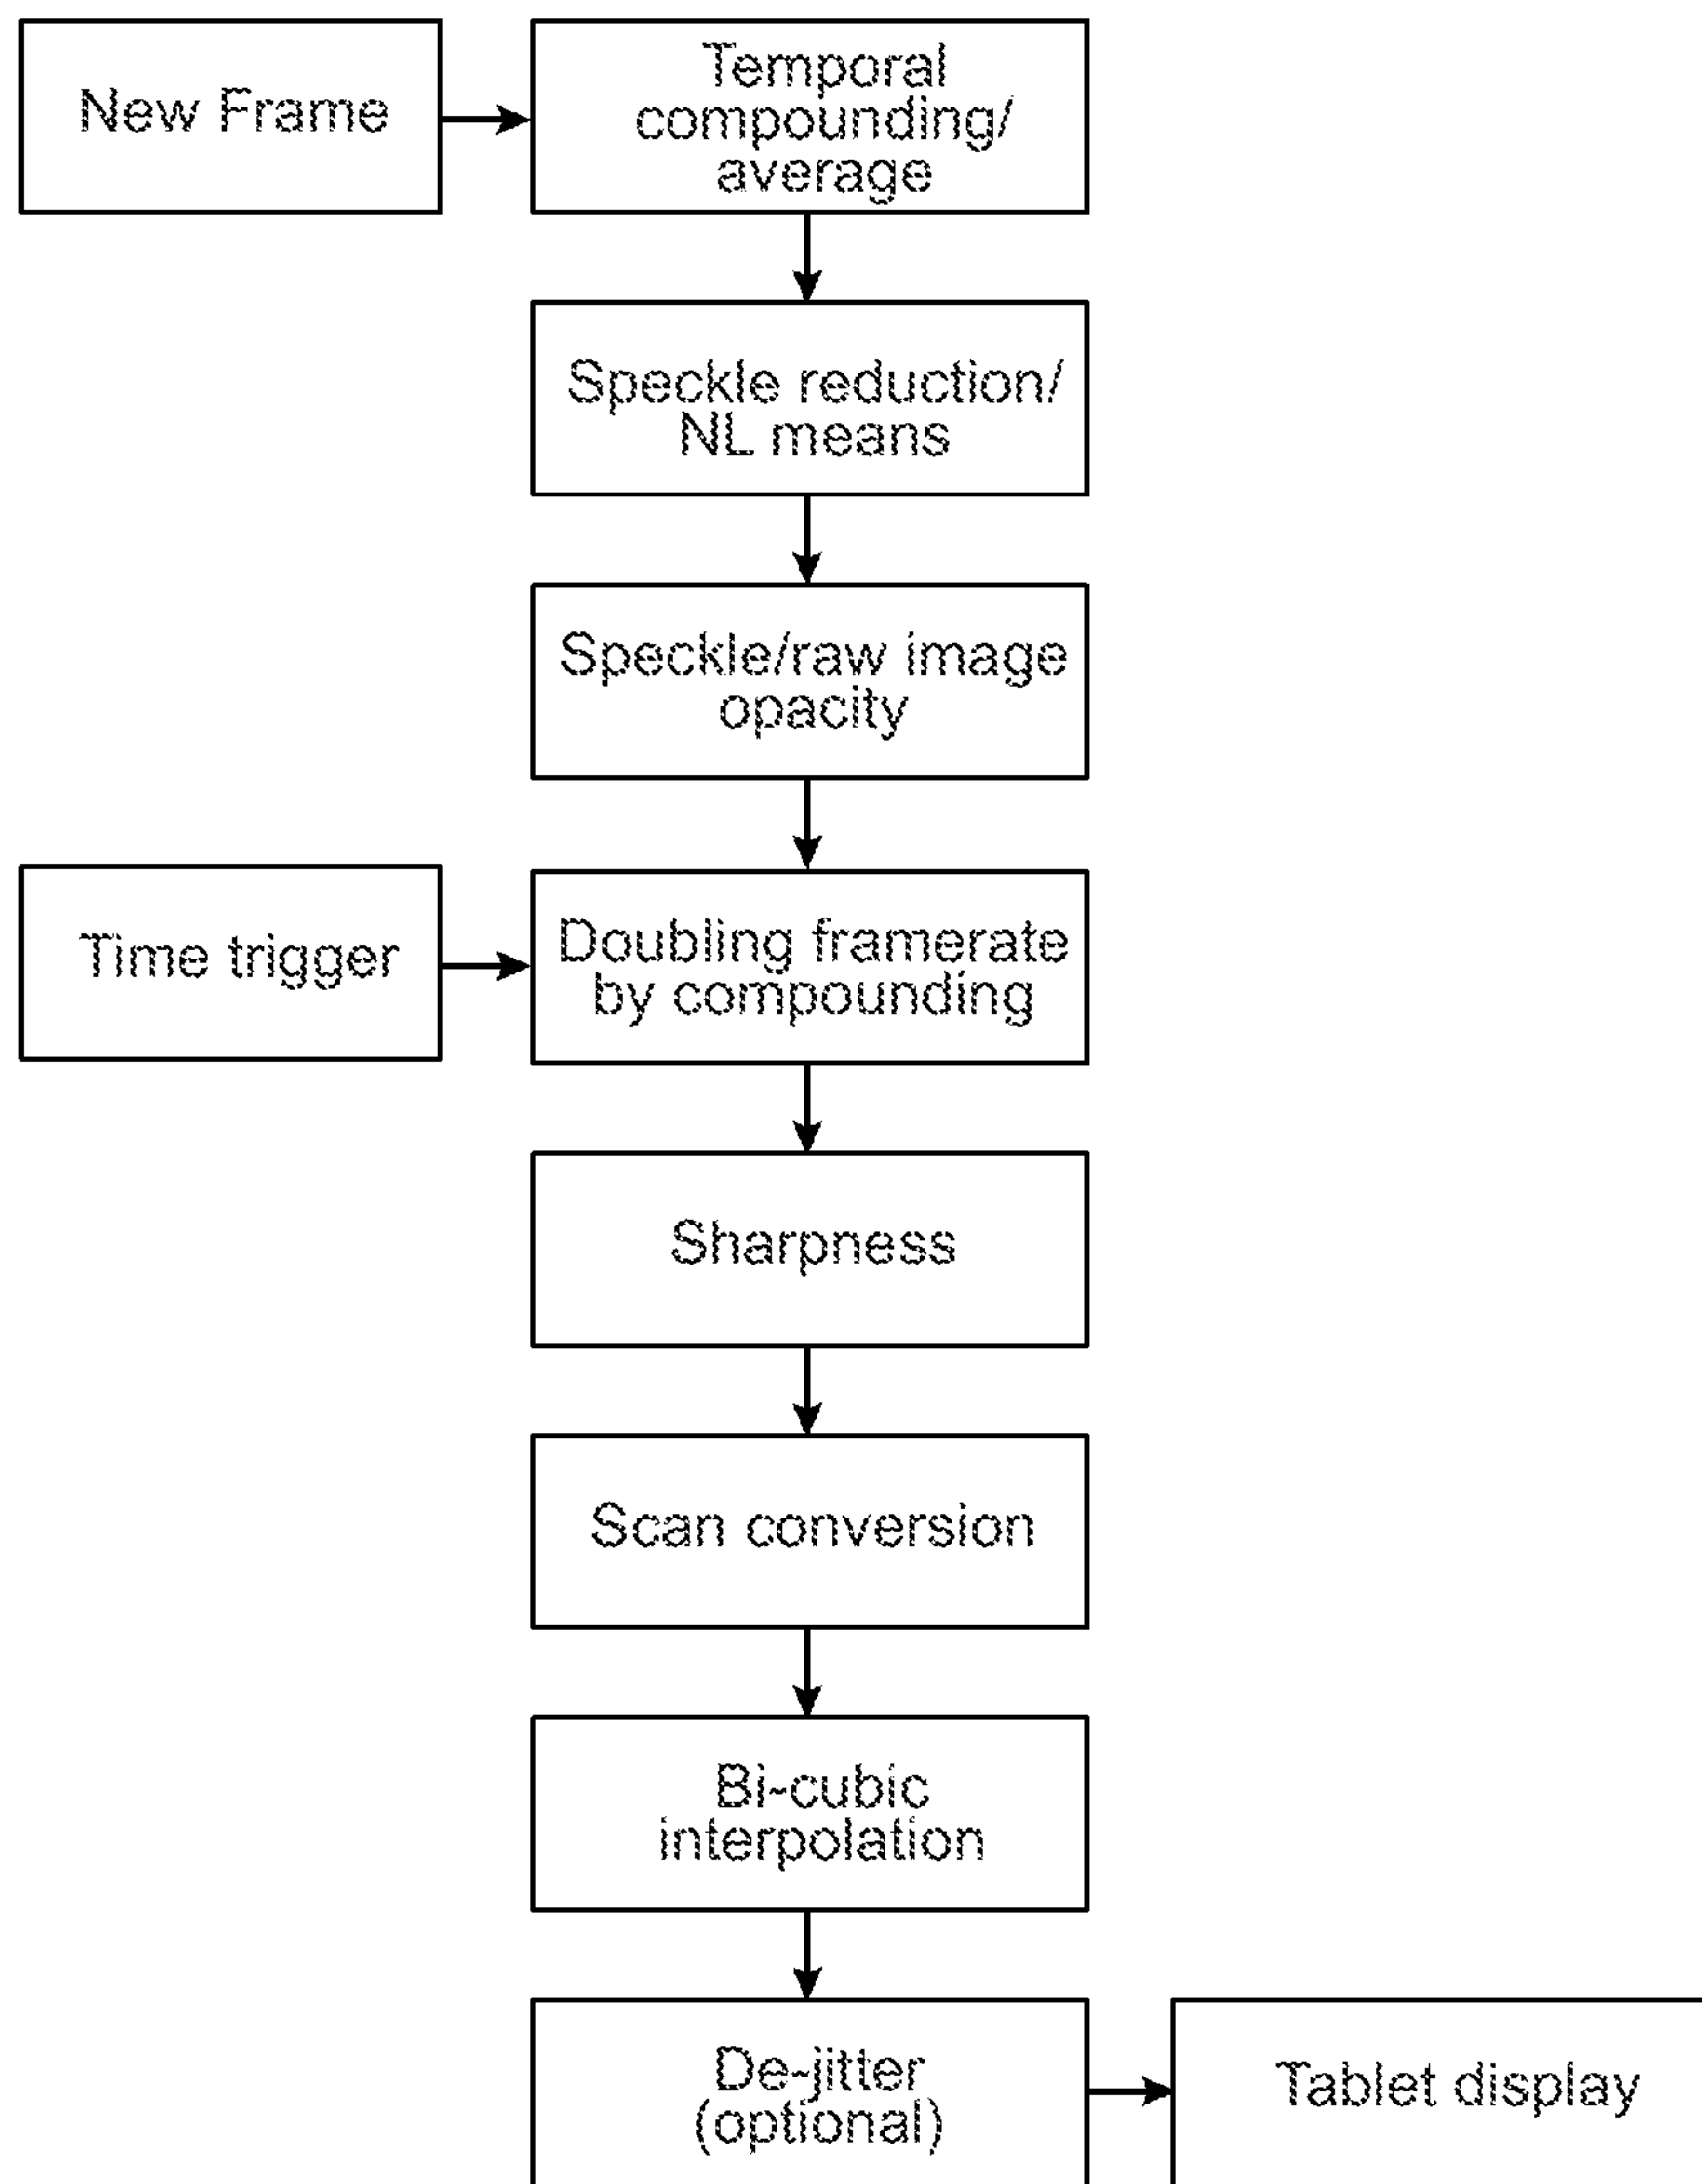 New Frame
Temporal
compounding/
average
Speckle reduction/
NL means
Speckle/raw image
opacity
Time trigger
Doubling framerate
by compounding
Sharpness
Scan conversion
Bi-cubic
interpolation
De-jitter
(optional)
Tablet display